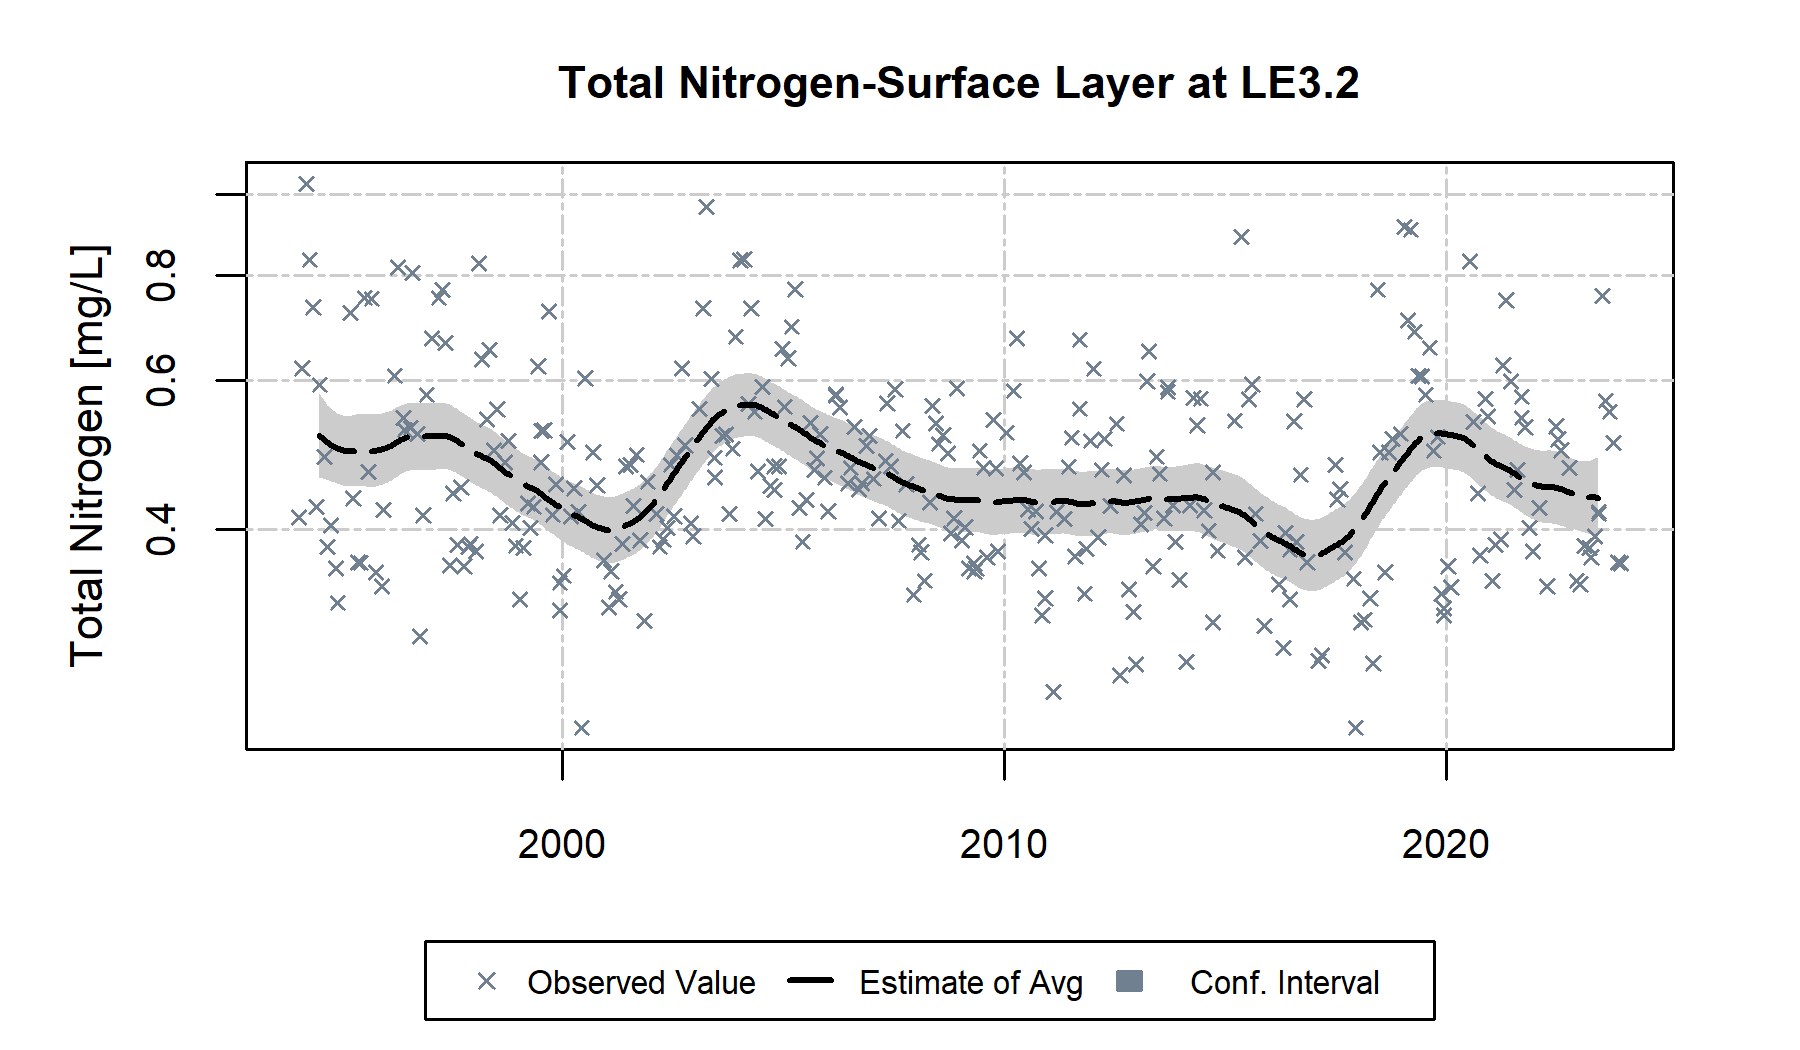 Total Nitrogen-Surface Layer at LE3.2
Total Nitrogen [mg/L]
0.8
0.6
0.4
2000
2010
2020
Observed Value
Estimate of Avg
Conf. Interval